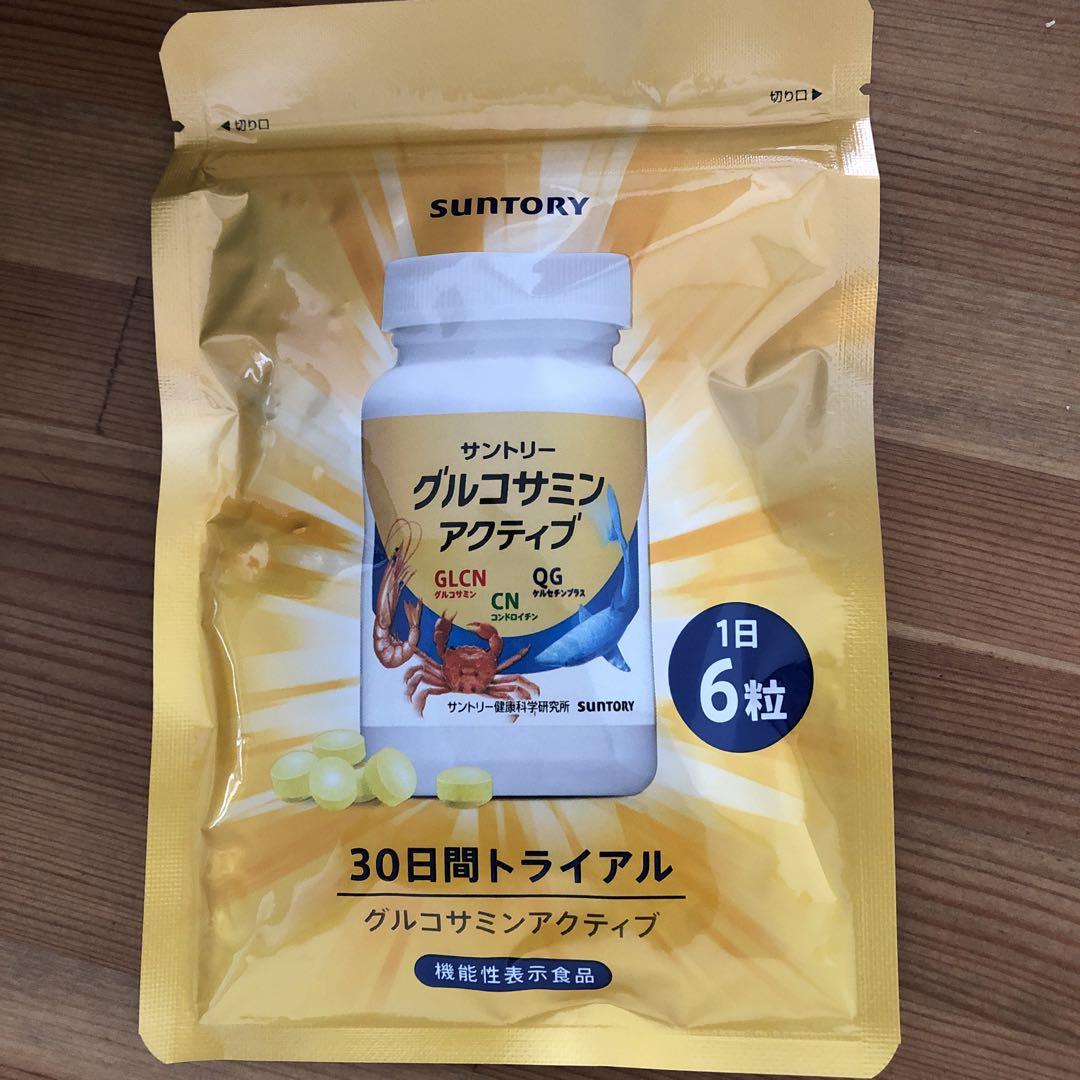 ◀切り口
切り口▶
SUNTORY
サントリー
グルコサミン
アクティブ
GLCN
グルコサミン
CN
コンドロイチン
QG
ケルセチンプラス
サントリー健康科学研究所 SUNTORY
1日
6粒
30日間トライアル
グルコサミンアクティブ
機能性表示食品